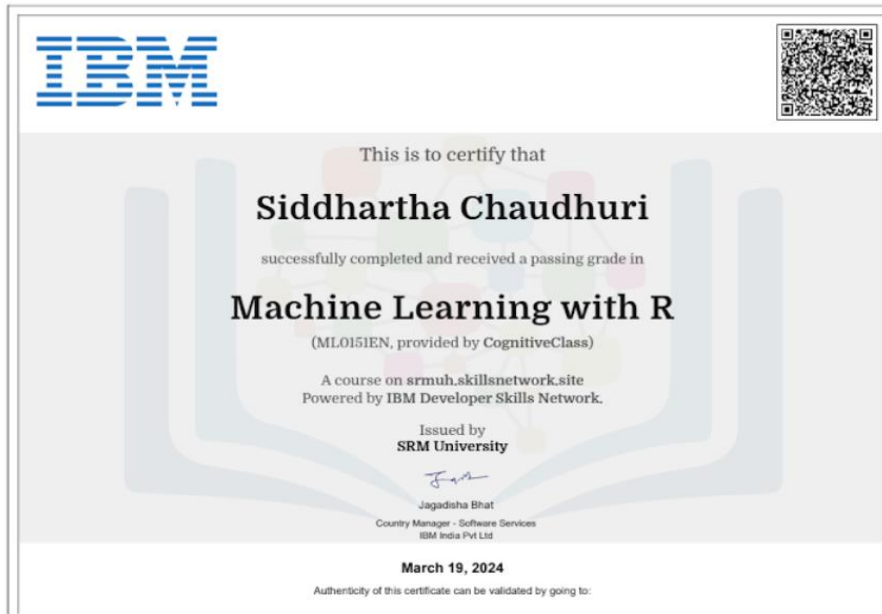 IBM
This is to certify that
Siddhartha Chaudhuri
successfully completed and received a passing grade in
Machine Learning with R
(ML0151EN, provided by CognitiveClass)
A course on srmuh.skillsnetwork.site
Powered by IBM Developer Skills Network.
Issued by
SRM University
Jagadisha Bhat
Country Manager - Software Services
IBM India Pvt Ltd
March 19, 2024
Authenticity of this certificate can be validated by going to: